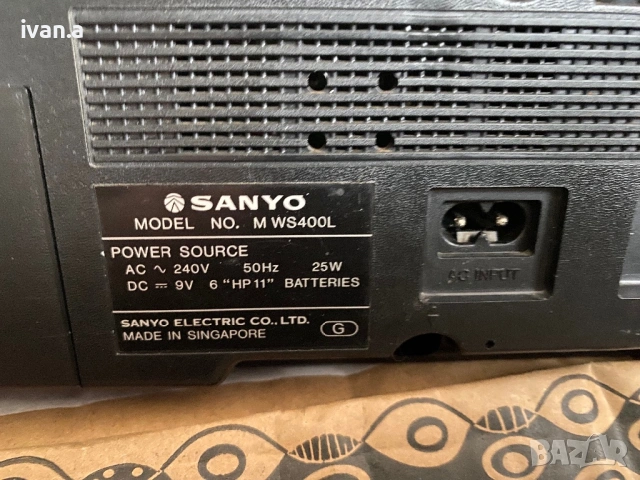 ivan.a
SANYO
MODEL NO. M WS400L
POWER SOURCE
AC ∿ 240V 50Hz 25W
DC ⎓ 9V 6 "HP11" BATTERIES
SANYO ELECTRIC CO., LTD.
MADE IN SINGAPORE
G
AC INPUT
BAZAR